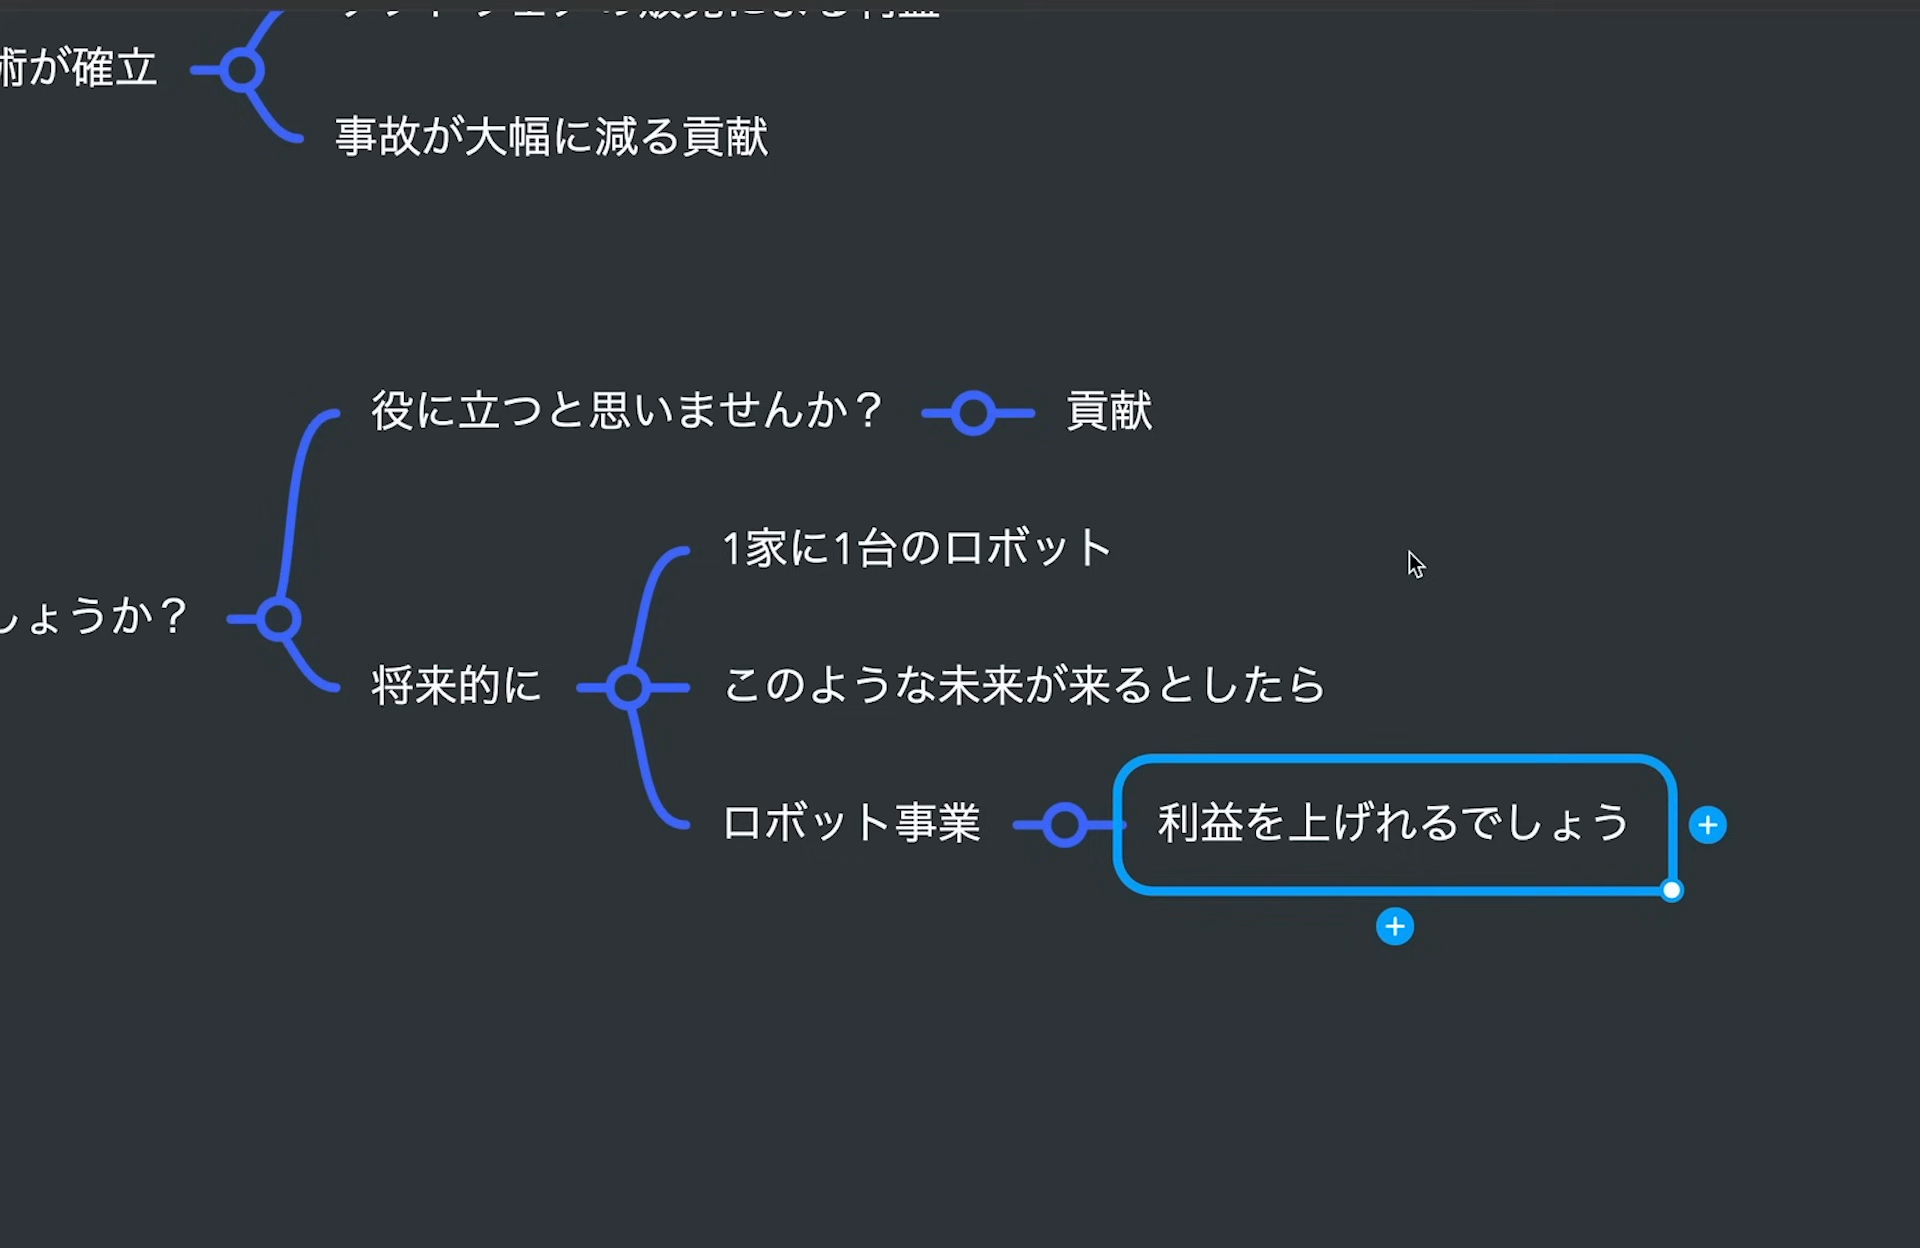 術が確立
事故が大幅に減る貢献
役に立つと思いませんか？
貢献
しょうか？
将来的に
1家に1台のロボット
このような未来が来るとしたら
ロボット事業
利益を上げれるでしょう